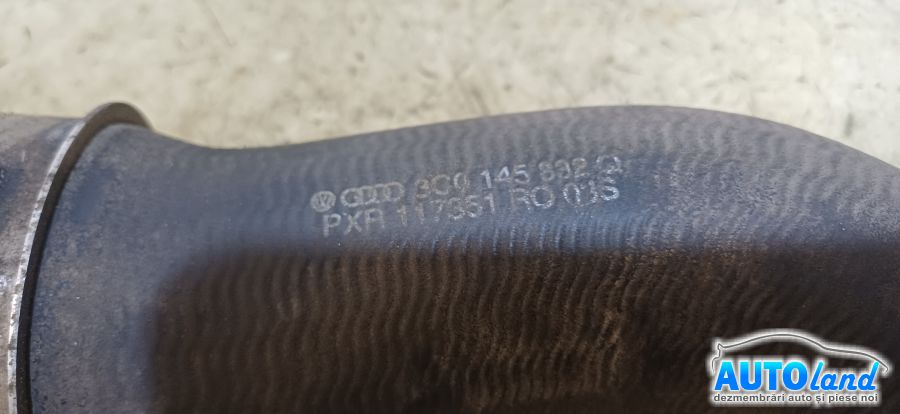 3C0 145 832 Q
PXR 117351 RO 01S
AUTOland
dezmembrări auto și piese noi